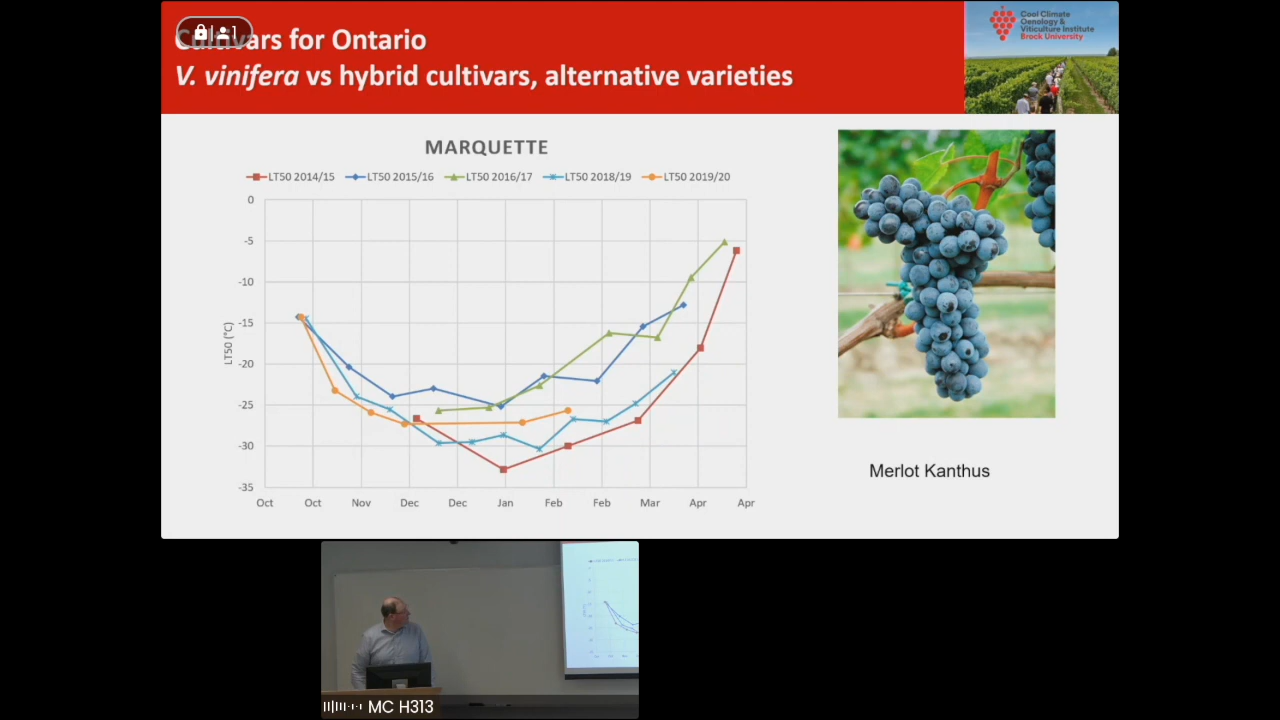 Cultivars for Ontario
V. vinifera vs hybrid cultivars, alternative varieties
1
Cool Climate
Oenology &
Viticulture Institute
Brock University
MARQUETTE
LT50 2014/15 LT50 2015/16 LT50 2016/17 LT50 2018/19 LT50 2019/20
0
-5
-10
-15
-20
-25
-30
-35
LT50 (°C)
Oct Oct Nov Dec Dec Jan Feb Feb Mar Apr Apr
Merlot Kanthus
MC H313